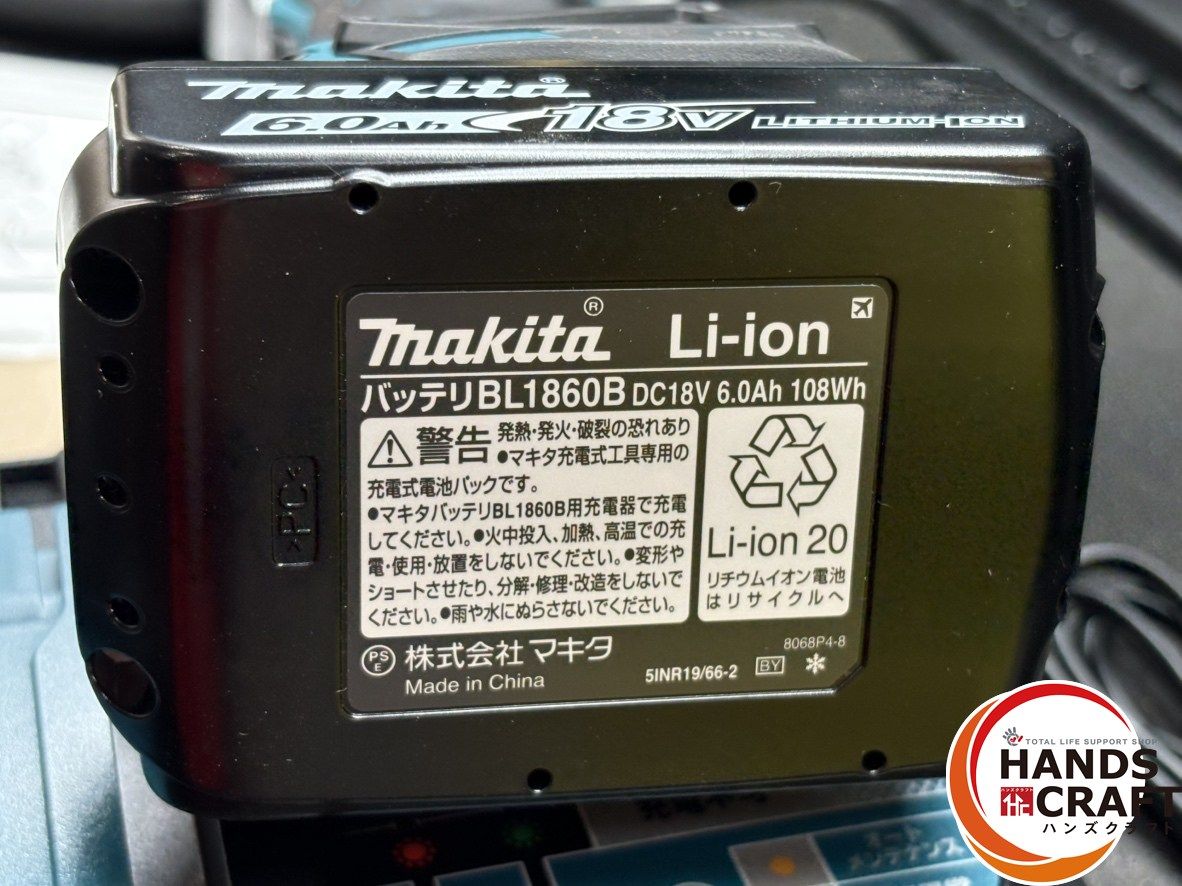 makita®
6.0Ah 18V LITHIUM-ION
makita® Li-ion
バッテリBL1860B DC18V 6.0Ah 108Wh
警告 発熱・発火・破裂の恐れあり
●マキタ充電式工具専用の
充電式電池パックです。
●マキタバッテリBL1860B用充電器で充電
してください。●火中投入、加熱、高温での充
電・使用・放置をしないでください。●変形や
ショートさせたり、分解・修理・改造をしないで
ください。●雨や水にぬらさないでください。
Li-ion 20
リチウムイオン電池
はリサイクルへ
>PC<
PS
E
株式会社マキタ
Made in China
8068P4-8
5INR19/66-2 BY
TOTAL LIFE SUPPORT SHOP
HANDS
ハンズクラフト
CRAFT
ハンズクラフト